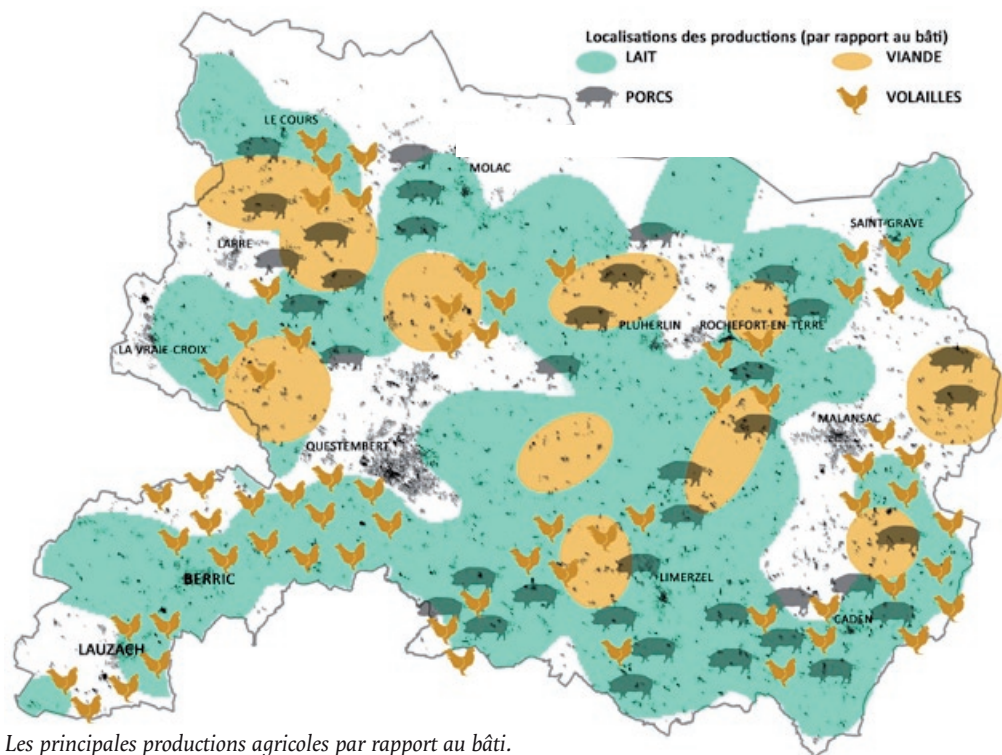 Localisations des productions (par rapport au bâti)
LAIT
VIANDE
PORCS
VOLAILLES
LE COURS
MOLAC
SAINT-GRAVE
LARRE
PLUHERLIN
ROCHEFORT-EN-TERRE
LA VRAIE-CROIX
MALANSAC
QUESTEMBERT
BERRIC
LIMERZEL
CADEN
LAUZACH
Les principales productions agricoles par rapport au bâti.